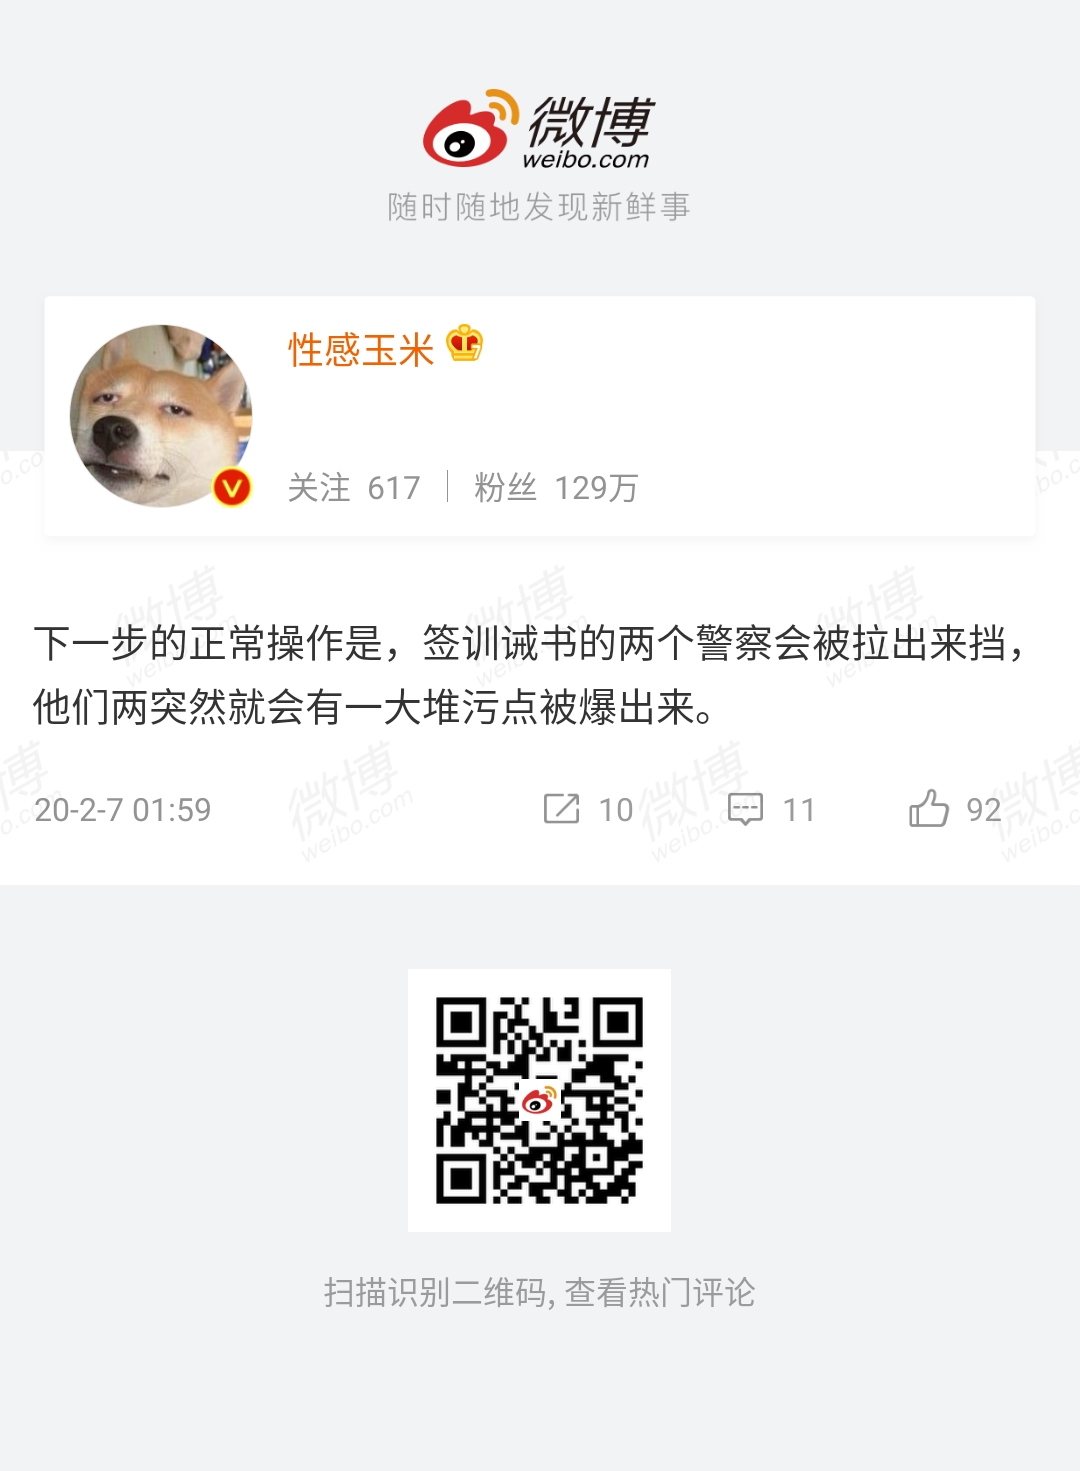 微博
weibo.com
随时随地发现新鲜事
性感玉米
关注 617 | 粉丝 129万
下一步的正常操作是，签训诫书的两个警察会被拉出来挡，
他们两突然就会有一大堆污点被爆出来。
20-2-7 01:59 10 11 92
扫描识别二维码, 查看热门评论